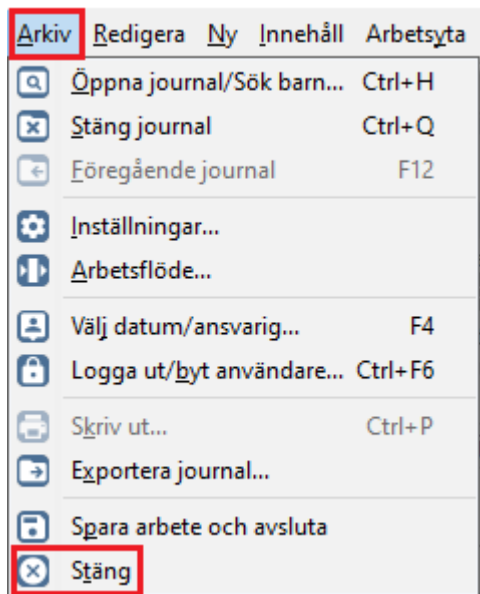 Arkiv Redigera Ny Innehåll Arbetsyta
Öppna journal/Sök barn... Ctrl+H
Stäng journal Ctrl+Q
Föregående journal F12
Inställningar...
Arbetsflöde...
Välj datum/ansvarig... F4
Logga ut/byt användare... Ctrl+F6
Skriv ut... Ctrl+P
Exportera journal...
Spara arbete och avsluta
Stäng